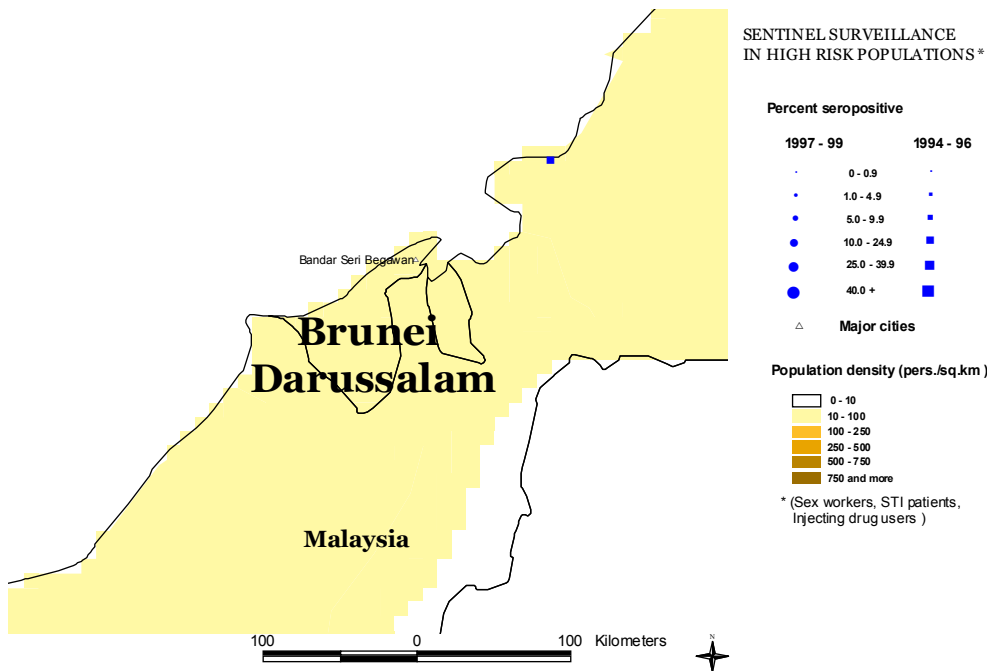 SENTINEL SURVEILLANCE
IN HIGH RISK POPULATIONS *
Percent seropositive
1997 - 99 1994 - 96
0 - 0.9
1.0 - 4.9
5.0 - 9.9
10.0 - 24.9
25.0 - 39.9
40.0 +
Major cities
Population density (pers./sq.km )
0 - 10
10 - 100
100 - 250
250 - 500
500 - 750
750 and more
* (Sex workers, STI patients,
Injecting drug users )
Bandar Seri Begawan
Brunei
Darussalam
Malaysia
100 0 100 Kilometers
N